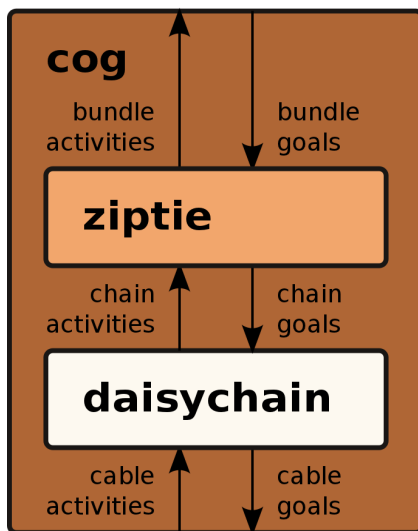 cog
bundle
activities
bundle
goals
ziptie
chain
activities
chain
goals
daisychain
cable
activities
cable
goals